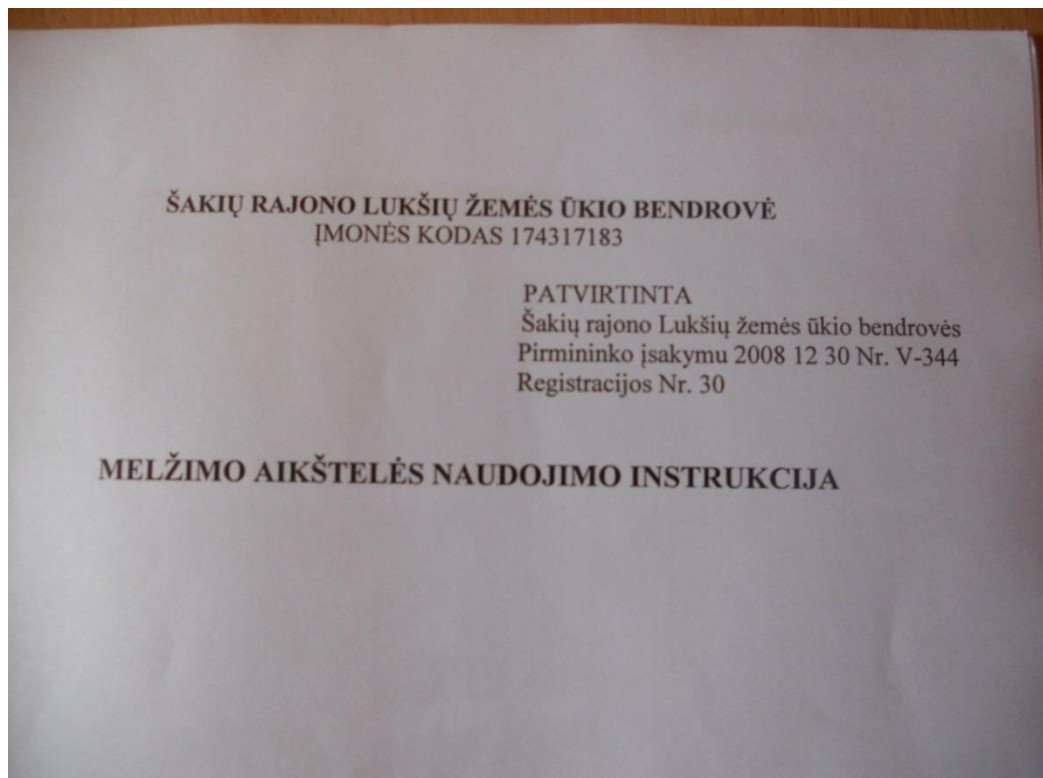 ŠAKIŲ RAJONO LUKŠIŲ ŽEMĖS ŪKIO BENDROVĖ
ĮMONĖS KODAS 174317183
PATVIRTINTA
Šakių rajono Lukšių žemės ūkio bendrovės
Pirmininko įsakymu 2008 12 30 Nr. V-344
Registracijos Nr. 30
MELŽIMO AIKŠTELĖS NAUDOJIMO INSTRUKCIJA